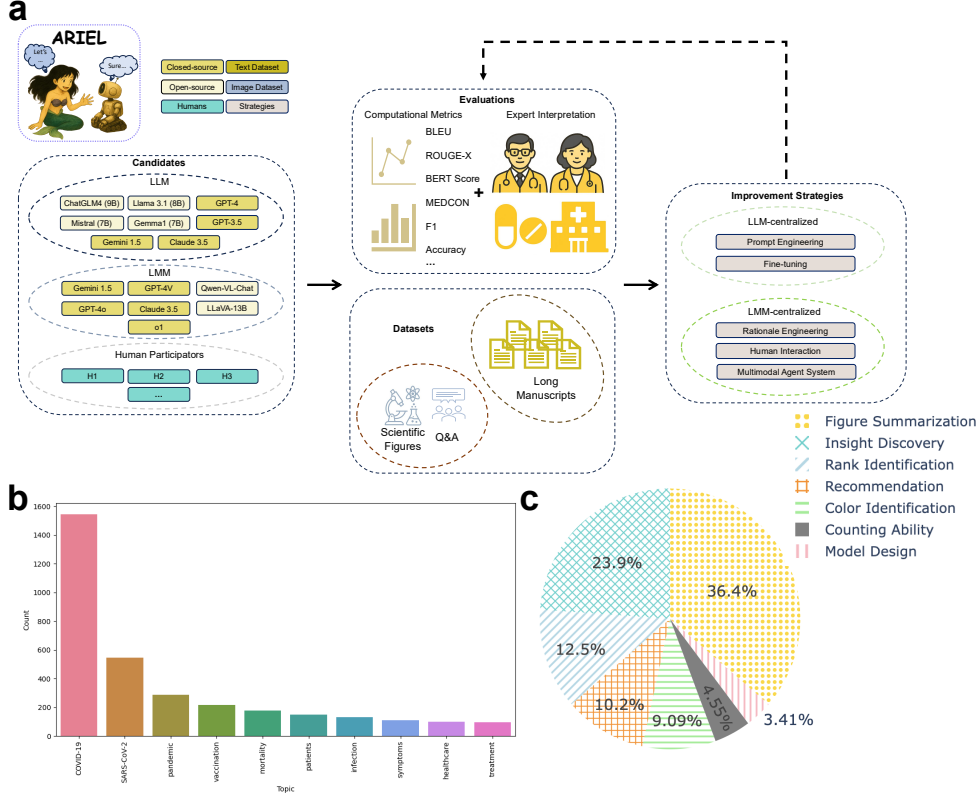 a
ARIEL
Let's
...
Sure...
Closed-source
Text Dataset
Open-source
Image Dataset
Humans
Strategies
Candidates
LLM
ChatGLM4 (9B)
Llama 3.1 (8B)
GPT-4
Mistral (7B)
Gemma1 (7B)
GPT-3.5
Gemini 1.5
Claude 3.5
LMM
Gemini 1.5
GPT-4V
Qwen-VL-Chat
GPT-4o
Claude 3.5
LLaVA-13B
o1
Human Participators
H1
H2
H3
...
Evaluations
Computational Metrics
Expert Interpretation
BLEU
ROUGE-X
BERT Score
+
MEDCON
F1
Accuracy
...
Datasets
Scientific
Figures
Q&A
Long
Manuscripts
Improvement Strategies
LLM-centralized
Prompt Engineering
Fine-tuning
LMM-centralized
Rationale Engineering
Human Interaction
Multimodal Agent System
b
1600
1400
1200
1000
800
600
400
200
0
Count
COVID-19
SARS-CoV-2
pandemic
vaccination
mortality
patients
infection
symptoms
healthcare
treatment
Topic
c
Figure Summarization
Insight Discovery
Rank Identification
Recommendation
Color Identification
Counting Ability
Model Design
23.9%
36.4%
12.5%
10.2%
9.09%
4.55%
3.41%